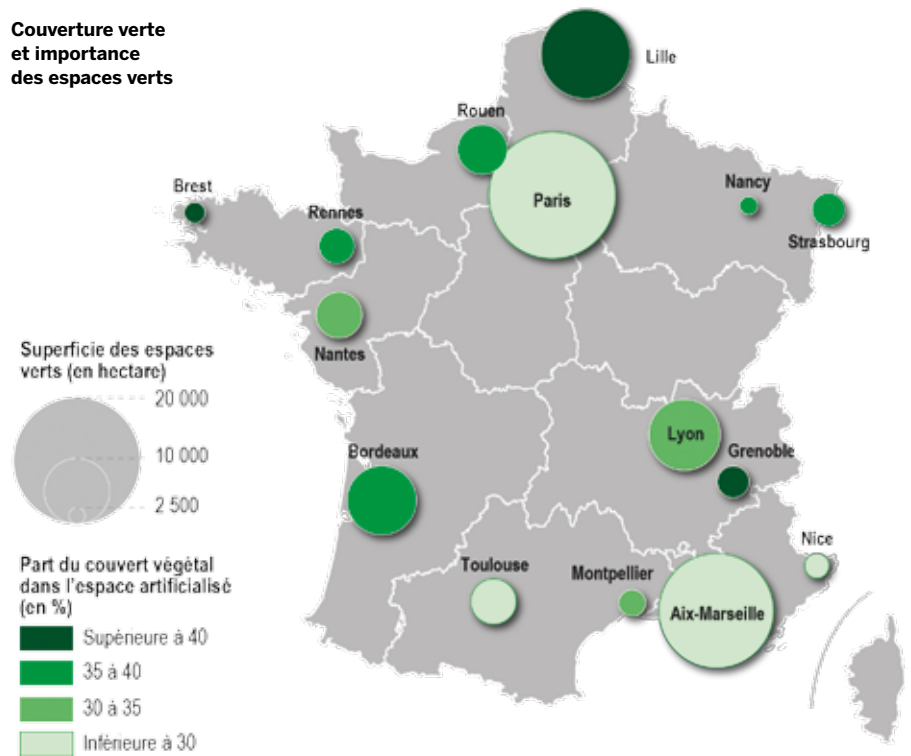 Couverture verte
et importance
des espaces verts
Lille
Rouen
Paris
Brest
Nancy
Rennes
Strasbourg
Nantes
Superficie des espaces
verts (en hectare)
20 000
10 000
2 500
Lyon
Bordeaux
Grenoble
Nice
Toulouse
Montpellier
Aix-Marseille
Part du couvert végétal
dans l'espace artificialisé
(en %)
Supérieure à 40
35 à 40
30 à 35
Inférieure à 30